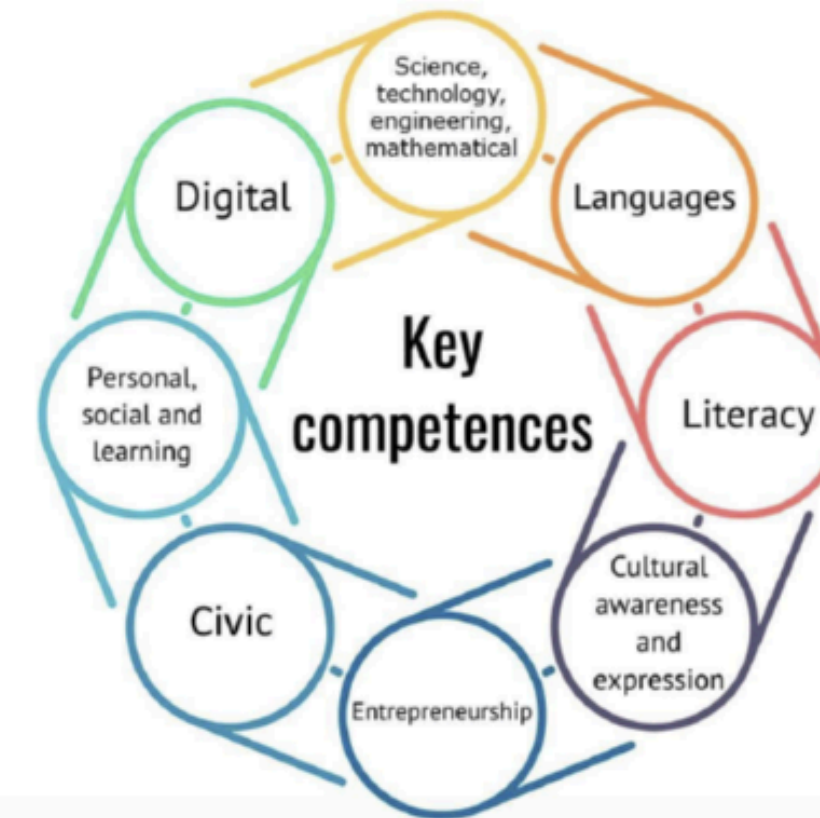 Science,
technology,
engineering,
mathematical
Digital
Languages
Key
competences
Personal,
social and
learning
Literacy
Civic
Cultural
awareness
and
expression
Entrepreneurship